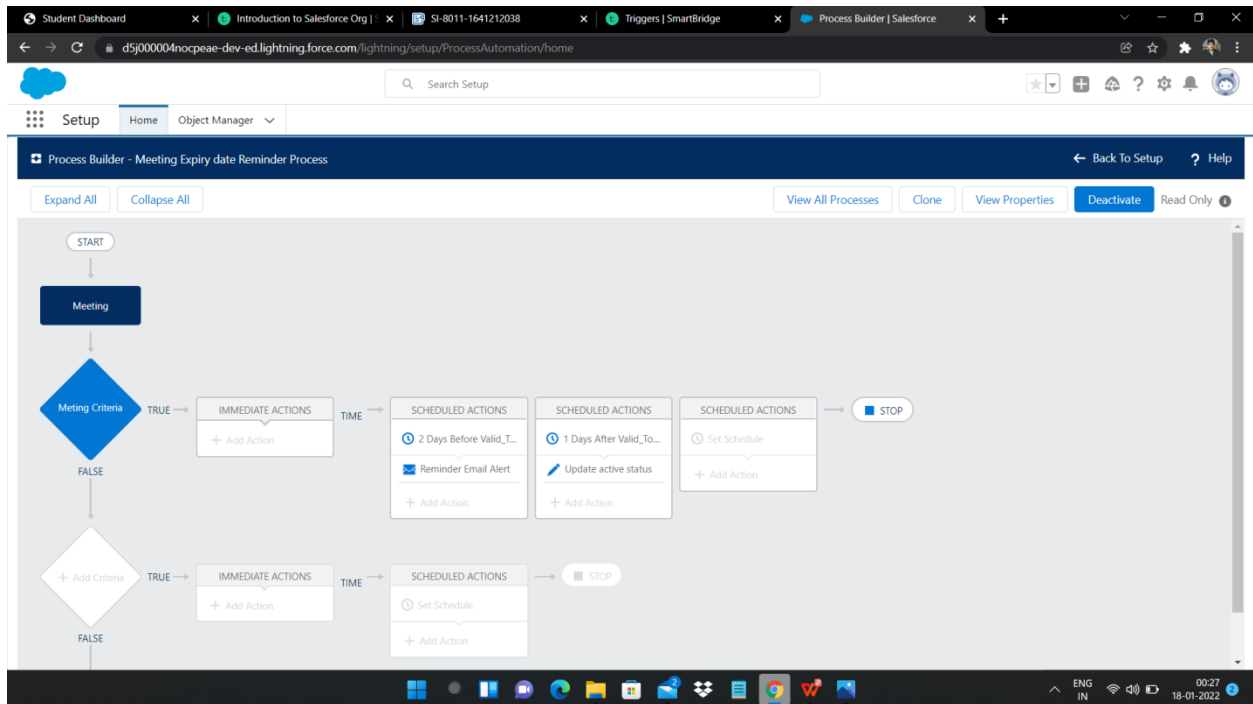 Student Dashboard
Introduction to Salesforce Org | S
SI-8011-1641212038
Triggers | SmartBridge
Process Builder | Salesforce
d5j000004nocpeae-dev-ed.lightning.force.com/lightning/setup/ProcessAutomation/home
Search Setup
Setup Home Object Manager
Process Builder - Meeting Expiry date Reminder Process
Back To Setup ? Help
Expand All Collapse All View All Processes Clone View Properties Deactivate Read Only
START
Meeting
Meting Criteria TRUE IMMEDIATE ACTIONS TIME SCHEDULED ACTIONS SCHEDULED ACTIONS SCHEDULED ACTIONS STOP
+ Add Action 2 Days Before Valid_T... 1 Days After Valid_To... Set Schedule
FALSE Reminder Email Alert Update active status + Add Action
+ Add Action + Add Action
+ Add Criteria TRUE IMMEDIATE ACTIONS TIME SCHEDULED ACTIONS STOP
+ Add Action Set Schedule
FALSE + Add Action
2
ENG 00:27
IN 18-01-2022 2